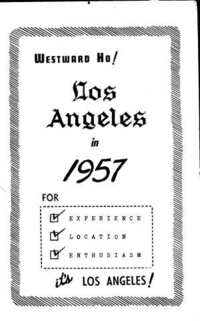 WESTWARD HO!
Los
Angeles
in
1957
FOR
EXPERIENCE
LOCATION
ENTHUSIASM
it's LOS ANGELES!